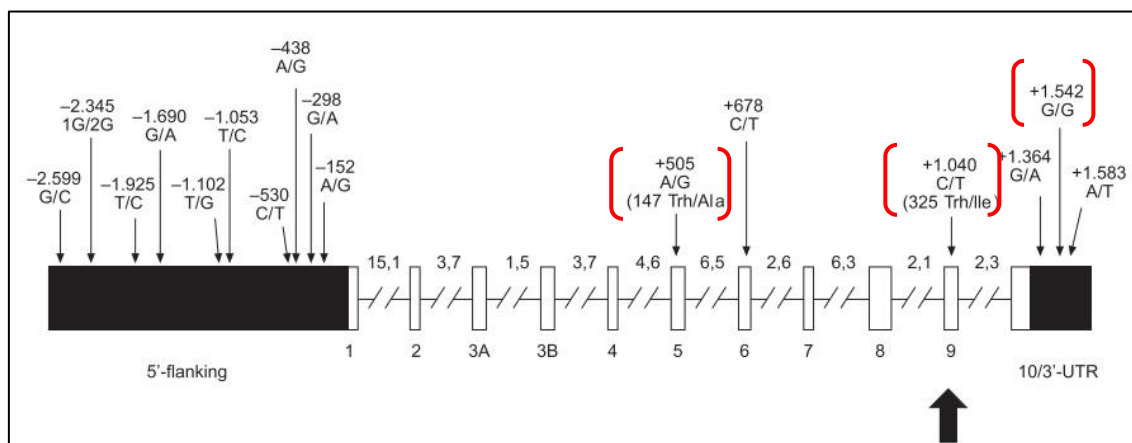 –2.599
G/C
–2.345
1G/2G
–1.925
T/C
–1.690
G/A
–1.102
T/G
–1.053
T/C
–530
C/T
–438
A/G
–298
G/A
–152
A/G
+505
A/G
(147 Trh/Ala
+678
C/T
+1.040
C/T
(325 Trh/Ile)
+1.364
G/A
+1.542
G/G
+1.583
A/T
15,1 3,7 1,5 3,7 4,6 6,5 2,6 6,3 2,1 2,3
1 2 3A 3B 4 5 6 7 8 9
5'-flanking 10/3'-UTR